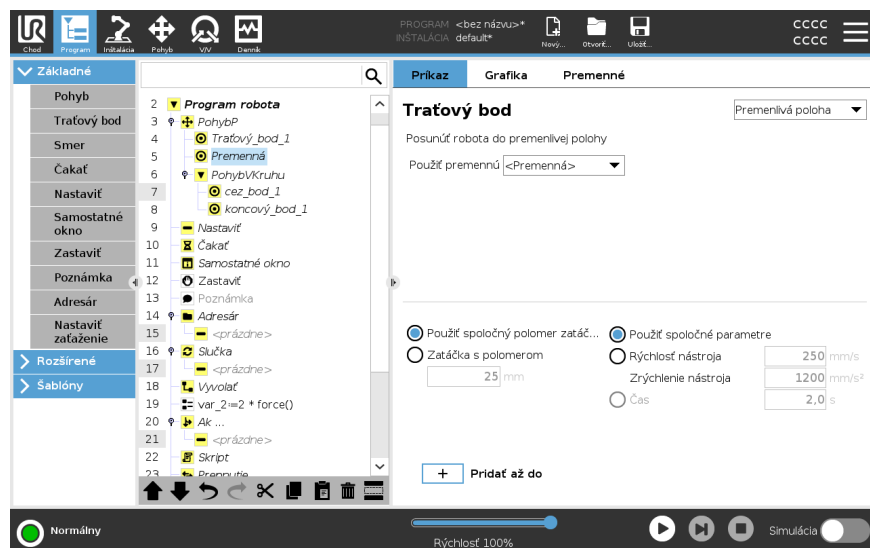 PROGRAM <bez názvu>*
INŠTALÁCIA default*
Chod
Program
Inštalácia
Pohyb
V/V
Denník
Nový...
Otvoriť...
Uložiť...
CCCC
CCCC
Základné
Pohyb
Traťový bod
Smer
Čakať
Nastaviť
Samostatné
okno
Zastaviť
Poznámka
Adresár
Nastaviť
zaťaženie
Rozšírené
Šablóny
2 Program robota
3 PohybP
4 Traťový_bod_1
5 Premenná
6 PohybVKruhu
7 cez_bod_1
8 koncový_bod_1
9 Nastaviť
10 Čakať
11 Samostatné okno
12 Zastaviť
13 Poznámka
14 Adresár
15 <prázdne>
16 Slučka
17 <prázdne>
18 Vyvolať
19 var_2:=2 * force()
20 Ak ...
21 <prázdne>
22 Skript
23 Prepnutie
Príkaz
Grafika
Premenné
Traťový bod
Premenlivá poloha
Posunúť robota do premenlivej polohy
Použiť premennú <Premenná>
Použiť spoločný polomer zatáč...
Zatáčka s polomerom
25 mm
Použiť spoločné parametre
Rýchlosť nástroja 250 mm/s
Zrýchlenie nástroja 1200 mm/s²
Čas 2,0 s
+ Pridať až do
Normálny
Rýchlosť 100%
Simulácia